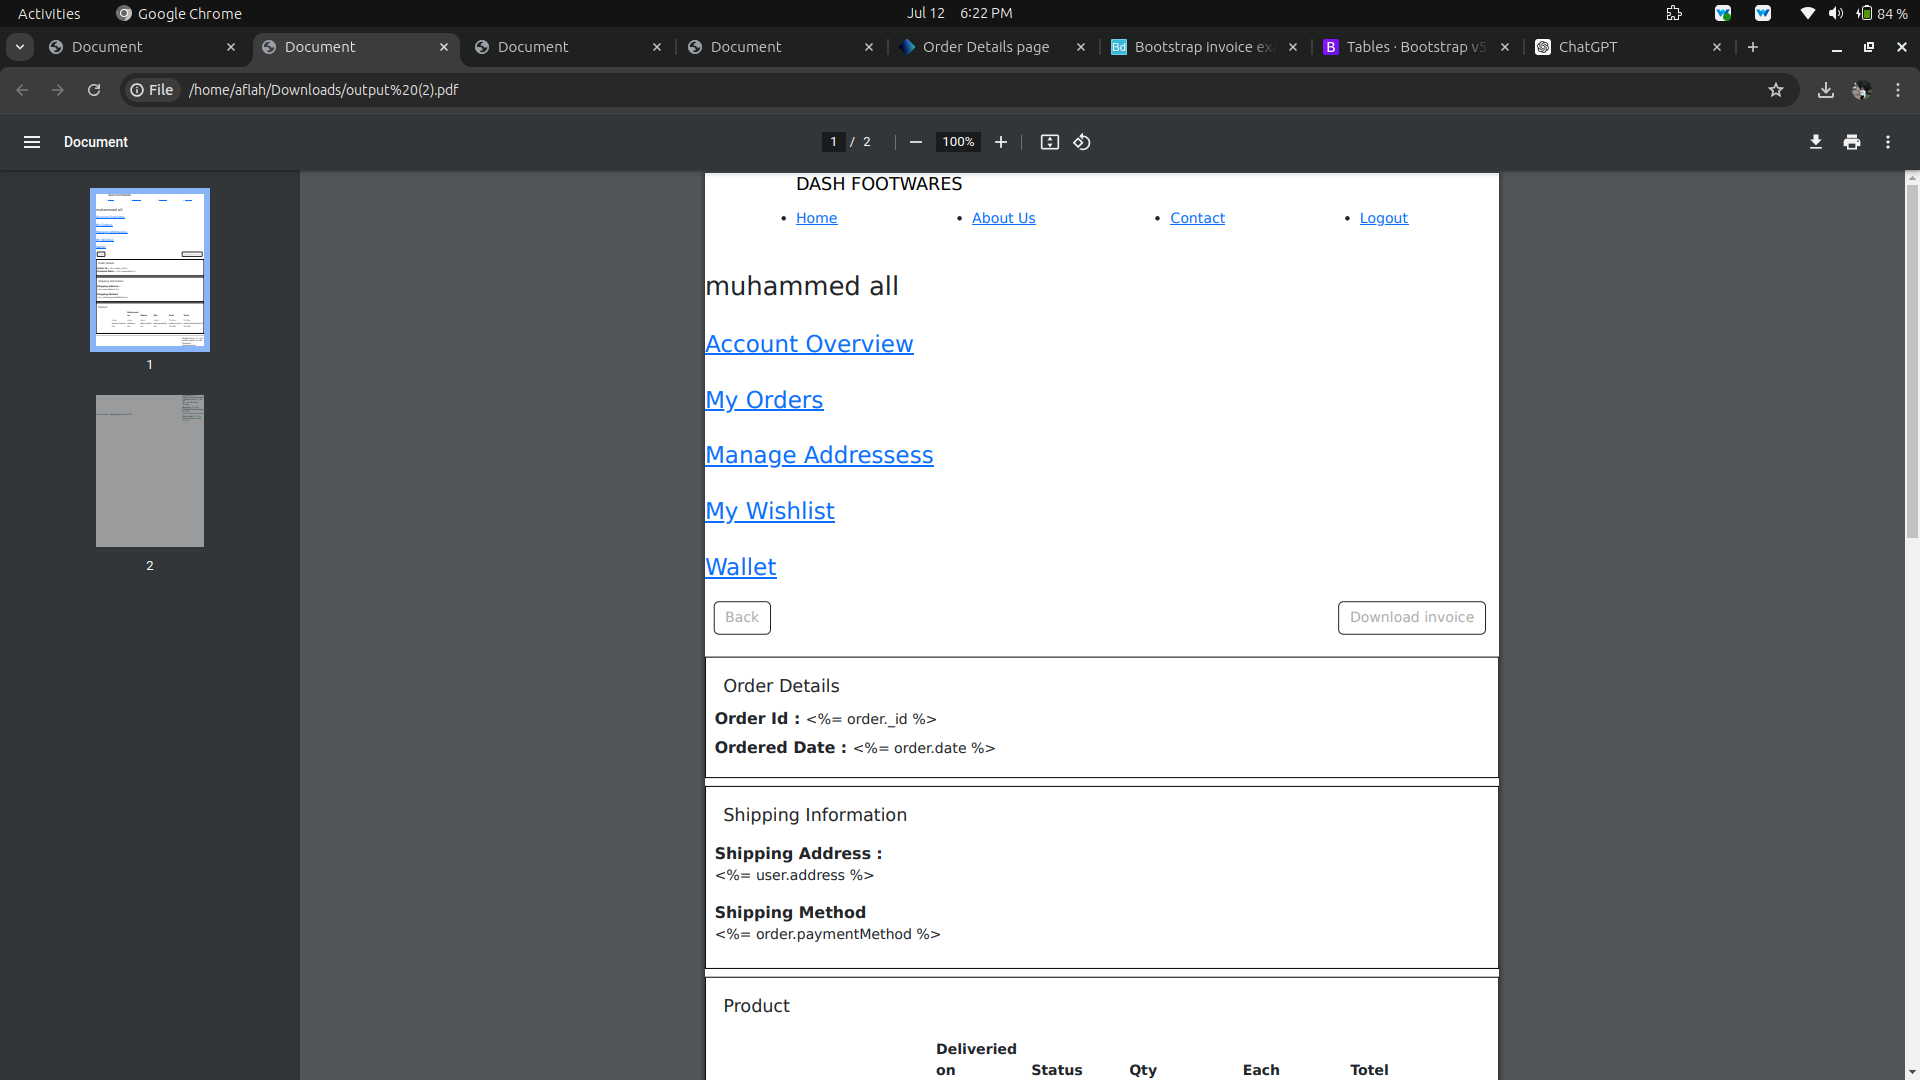 Activities Google Chrome Jul 12 6:22 PM 84 %
Document Document Document Document Order Details page Bootstrap invoice ex Tables · Bootstrap v5 ChatGPT
File /home/aflah/Downloads/output%20(2).pdf
Document 1 / 2 100%
DASH FOOTWARES
Home About Us Contact Logout
muhammed all
Account Overview
My Orders
Manage Addressess
My Wishlist
Wallet
Back Download invoice
Order Details
Order Id : <%= order._id %>
Ordered Date : <%= order.date %>
Shipping Information
Shipping Address :
<%= user.address %>
Shipping Method
<%= order.paymentMethod %>
Product
Deliveried
on Status Qty Each Totel
1
2